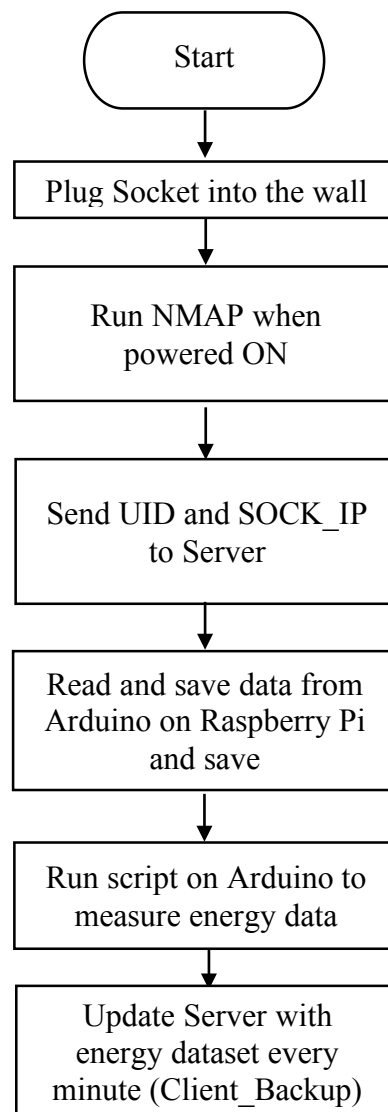 Start
Plug Socket into the wall
Run NMAP when
powered ON
Send UID and SOCK_IP
to Server
Read and save data from
Arduino on Raspberry Pi
and save
Run script on Arduino to
measure energy data
Update Server with
energy dataset every
minute (Client_Backup)